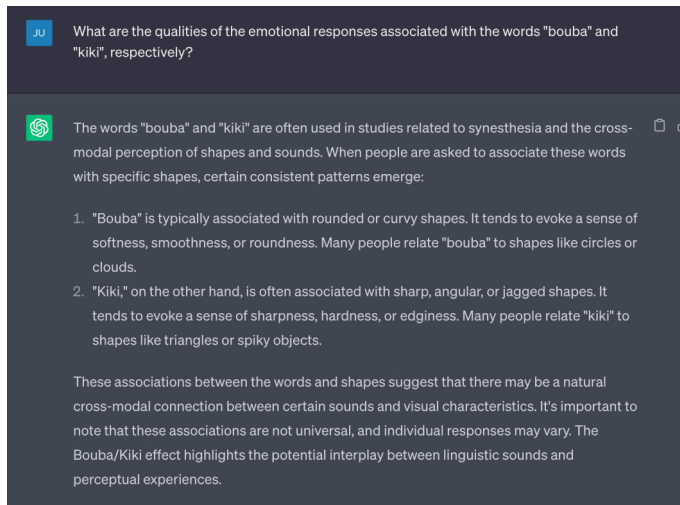 JU
What are the qualities of the emotional responses associated with the words "bouba" and
"kiki", respectively?
The words "bouba" and "kiki" are often used in studies related to synesthesia and the cross-
modal perception of shapes and sounds. When people are asked to associate these words
with specific shapes, certain consistent patterns emerge:
1. "Bouba" is typically associated with rounded or curvy shapes. It tends to evoke a sense of
softness, smoothness, or roundness. Many people relate "bouba" to shapes like circles or
clouds.
2. "Kiki," on the other hand, is often associated with sharp, angular, or jagged shapes. It
tends to evoke a sense of sharpness, hardness, or edginess. Many people relate "kiki" to
shapes like triangles or spiky objects.
These associations between the words and shapes suggest that there may be a natural
cross-modal connection between certain sounds and visual characteristics. It's important to
note that these associations are not universal, and individual responses may vary. The
Bouba/Kiki effect highlights the potential interplay between linguistic sounds and
perceptual experiences.